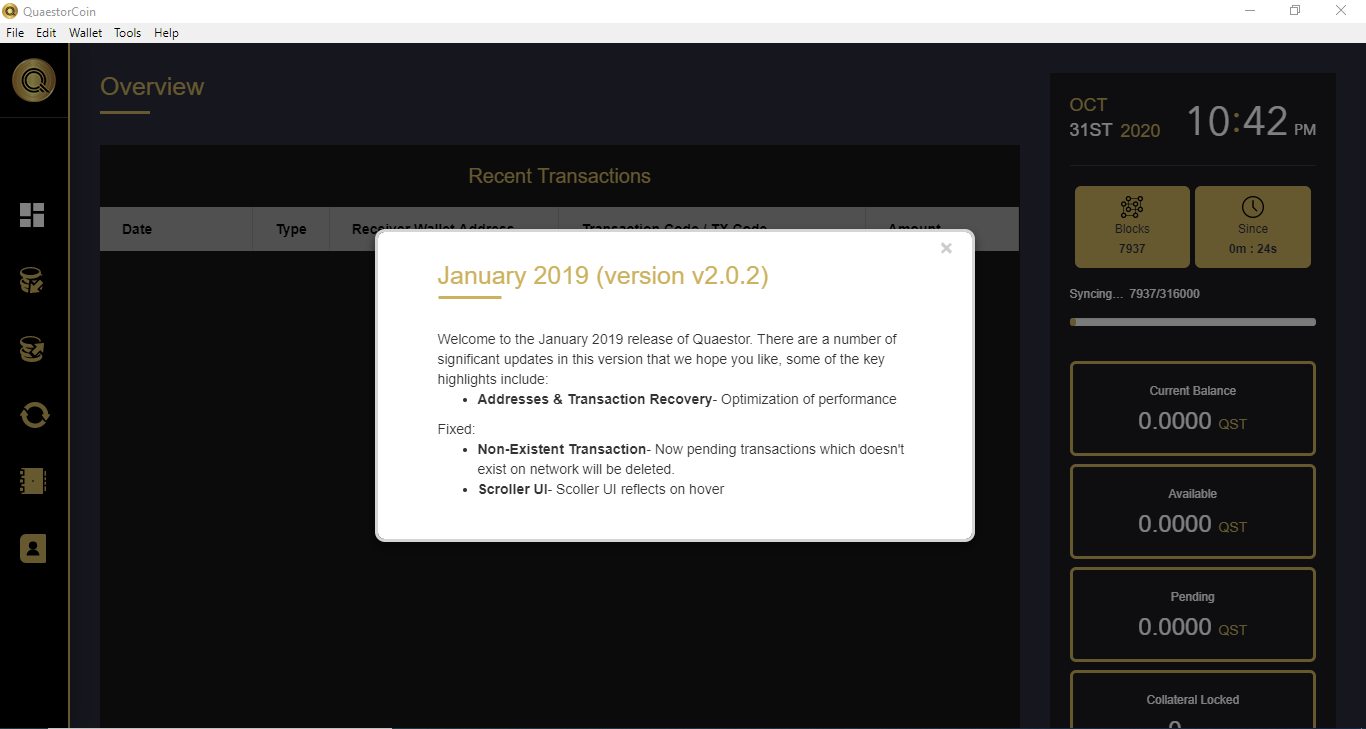 QuaestorCoin
File Edit Wallet Tools Help
Overview
Recent Transactions
Date Type Receiver Wallet Address Transaction Code / TX Code Amount
January 2019 (version v2.0.2)
Welcome to the January 2019 release of Quaestor. There are a number of
significant updates in this version that we hope you like, some of the key
highlights include:
• Addresses & Transaction Recovery- Optimization of performance
Fixed:
• Non-Existent Transaction- Now pending transactions which doesn't
exist on network will be deleted.
• Scroller UI- Scoller UI reflects on hover
OCT
31ST 2020
10:42 PM
Blocks
7937
Since
0m : 24s
Syncing... 7937/316000
Current Balance
0.0000 QST
Available
0.0000 QST
Pending
0.0000 QST
Collateral Locked